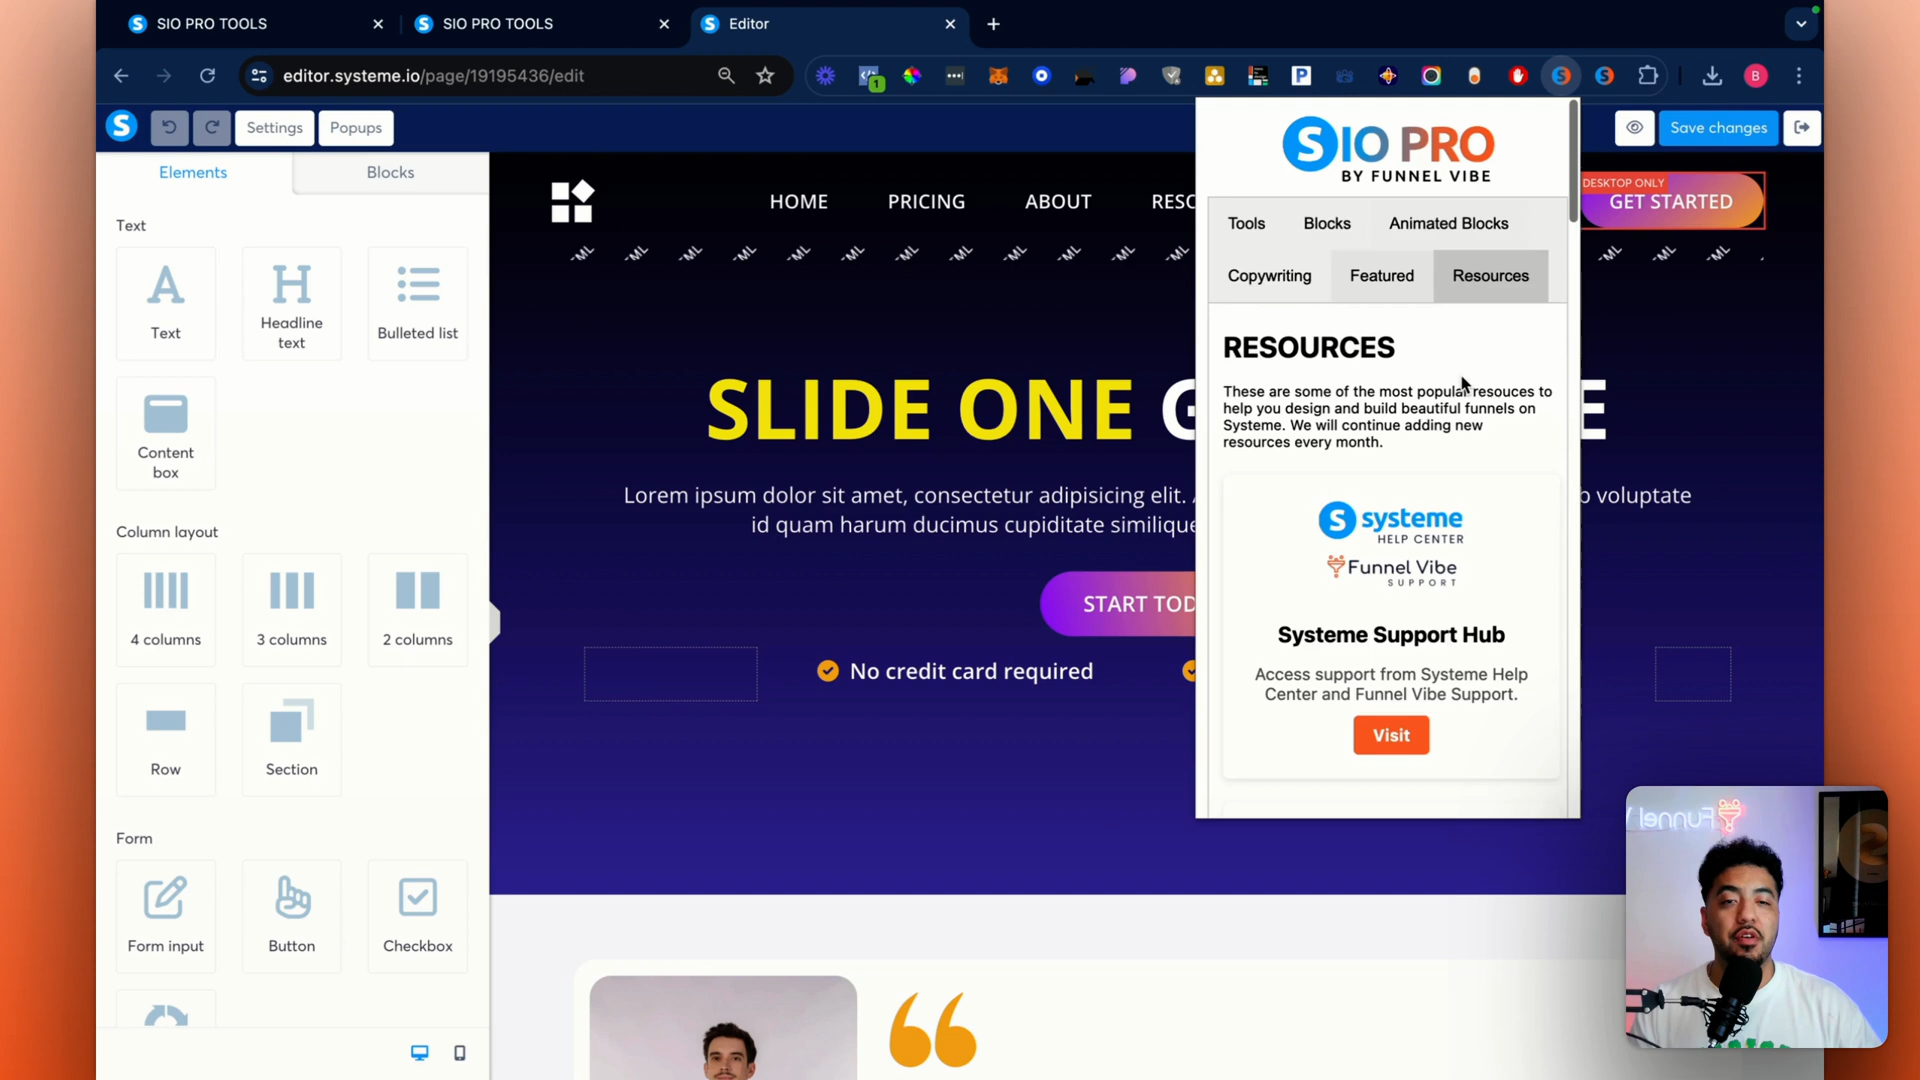 SIO PRO TOOLS
SIO PRO TOOLS
Editor
editor.systeme.io/page/19195436/edit
1
P
B
Settings
Popups
Save changes
Elements
Blocks
Text
Text
Headline
text
Bulleted list
Content
box
Column layout
4 columns
3 columns
2 columns
Row
Section
Form
Form input
Button
Checkbox
HOME
PRICING
ABOUT
DESKTOP ONLY
GET STARTED
SLIDE ONE
Lorem ipsum dolor sit amet, consectetur adipisicing elit.
voluptate
id quam harum ducimus cupiditate
No credit card required
SIO PRO
BY FUNNEL VIBE
Tools
Blocks
Animated Blocks
Copywriting
Featured
Resources
RESOURCES
These are some of the most popular resouces to
help you design and build beautiful funnels on
Systeme. We will continue adding new
resources every month.
systeme
HELP CENTER
Funnel Vibe
SUPPORT
Systeme Support Hub
Access support from Systeme Help
Center and Funnel Vibe Support.
Visit